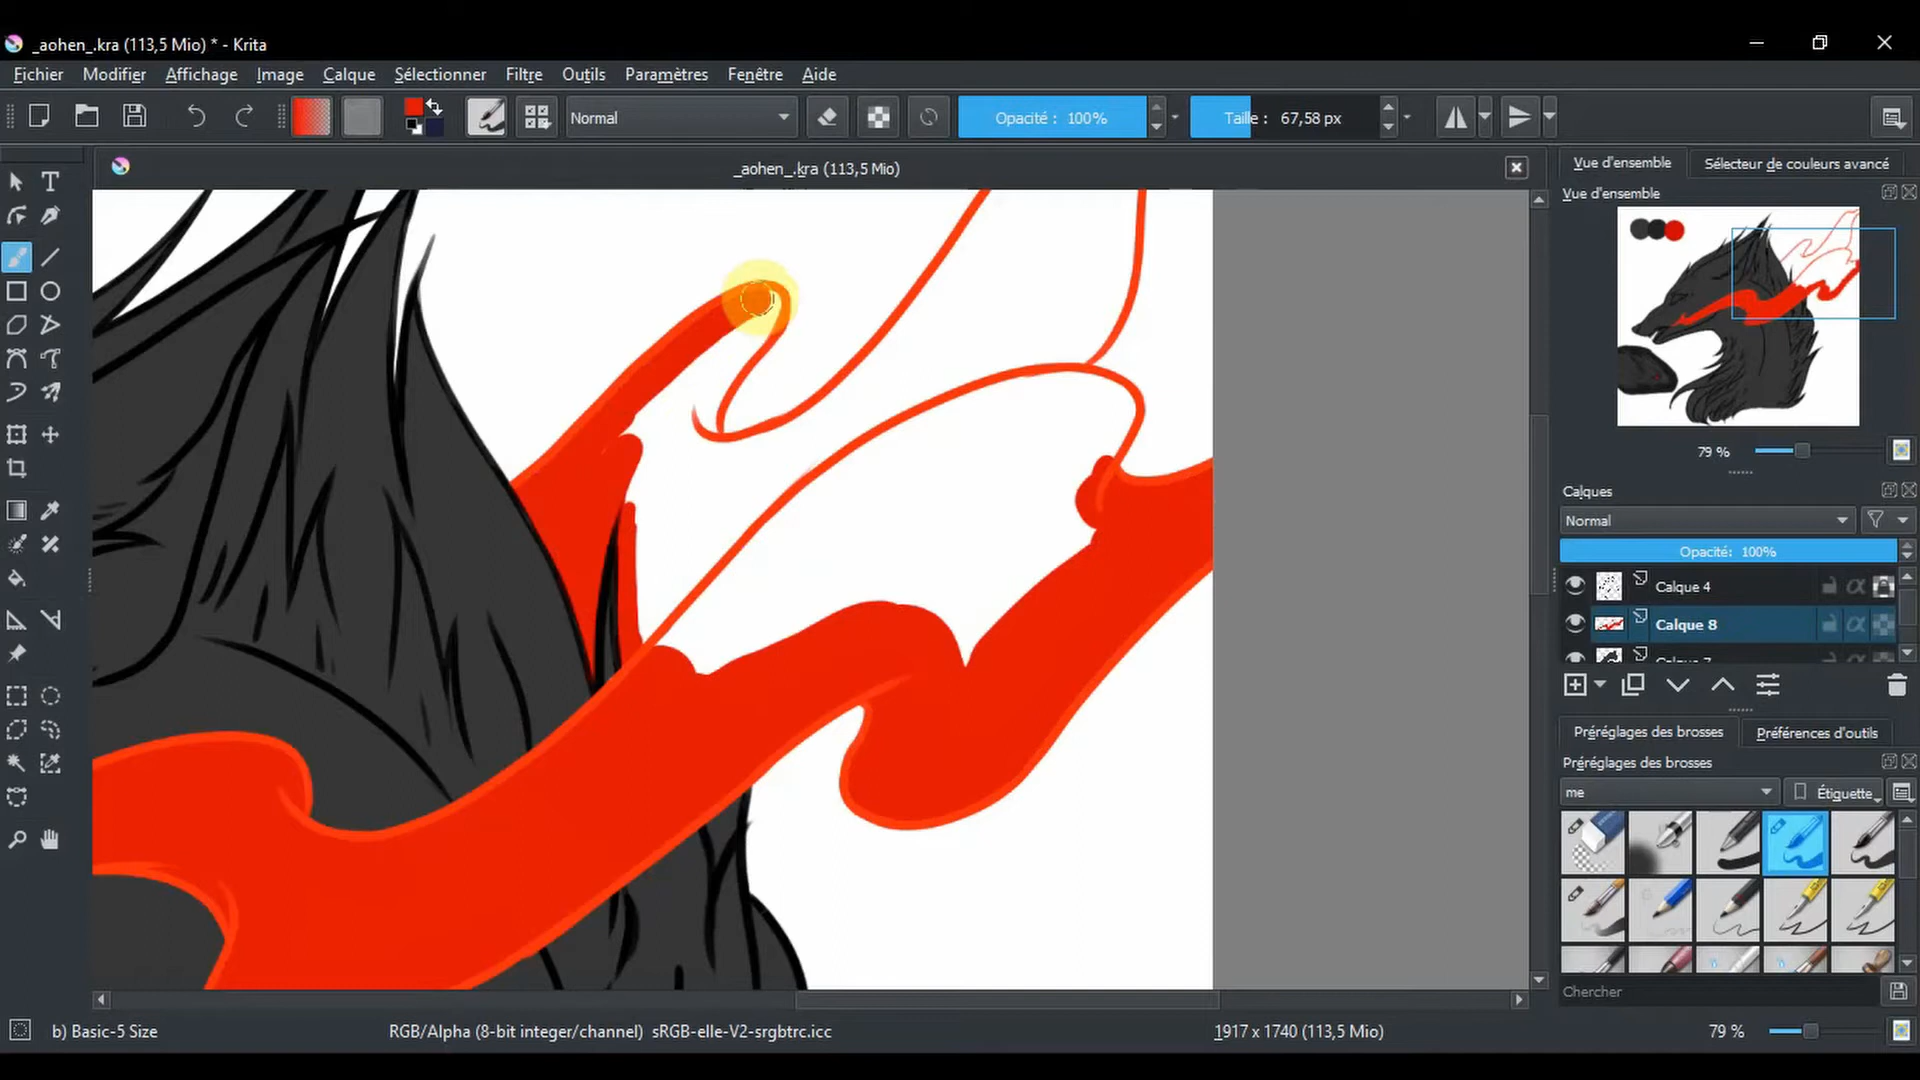 _aohen_.kra (113,5 Mio) * - Krita
Fichier Modifier Affichage Image Calque Sélectionner Filtre Outils Paramètres Fenêtre Aide
Normal Opacité : 100% Taille : 67,58 px
_aohen_.kra (113,5 Mio)
Vue d'ensemble Sélecteur de couleurs avancé
Vue d'ensemble
79 %
Calques
Normal
Opacité: 100%
Calque 4
Calque 8
Préréglages des brosses Préférences d'outils
Préréglages des brosses
me Étiquette
Chercher
b) Basic-5 Size RGB/Alpha (8-bit integer/channel) sRGB-elle-V2-srgbtrc.icc 1917 x 1740 (113,5 Mio) 79 %